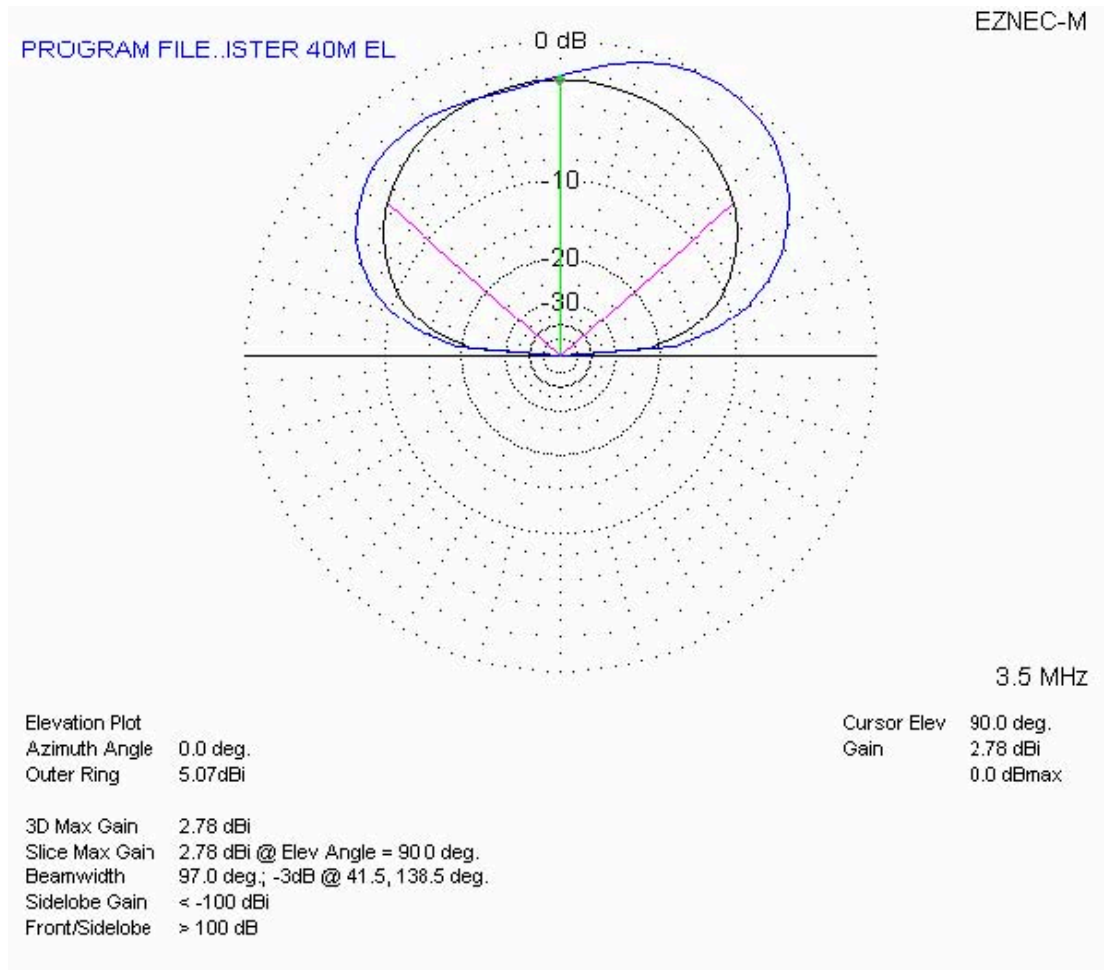 EZNEC-M
PROGRAM FILE..ISTER 40M EL
0 dB
-10
-20
-30
3.5 MHz
Elevation Plot
Azimuth Angle 0.0 deg.
Outer Ring 5.07dBi
Cursor Elev 90.0 deg.
Gain 2.78 dBi
0.0 dBmax
3D Max Gain 2.78 dBi
Slice Max Gain 2.78 dBi @ Elev Angle = 90.0 deg.
Beamwidth 97.0 deg.; -3dB @ 41.5, 138.5 deg.
Sidelobe Gain < -100 dBi
Front/Sidelobe > 100 dB